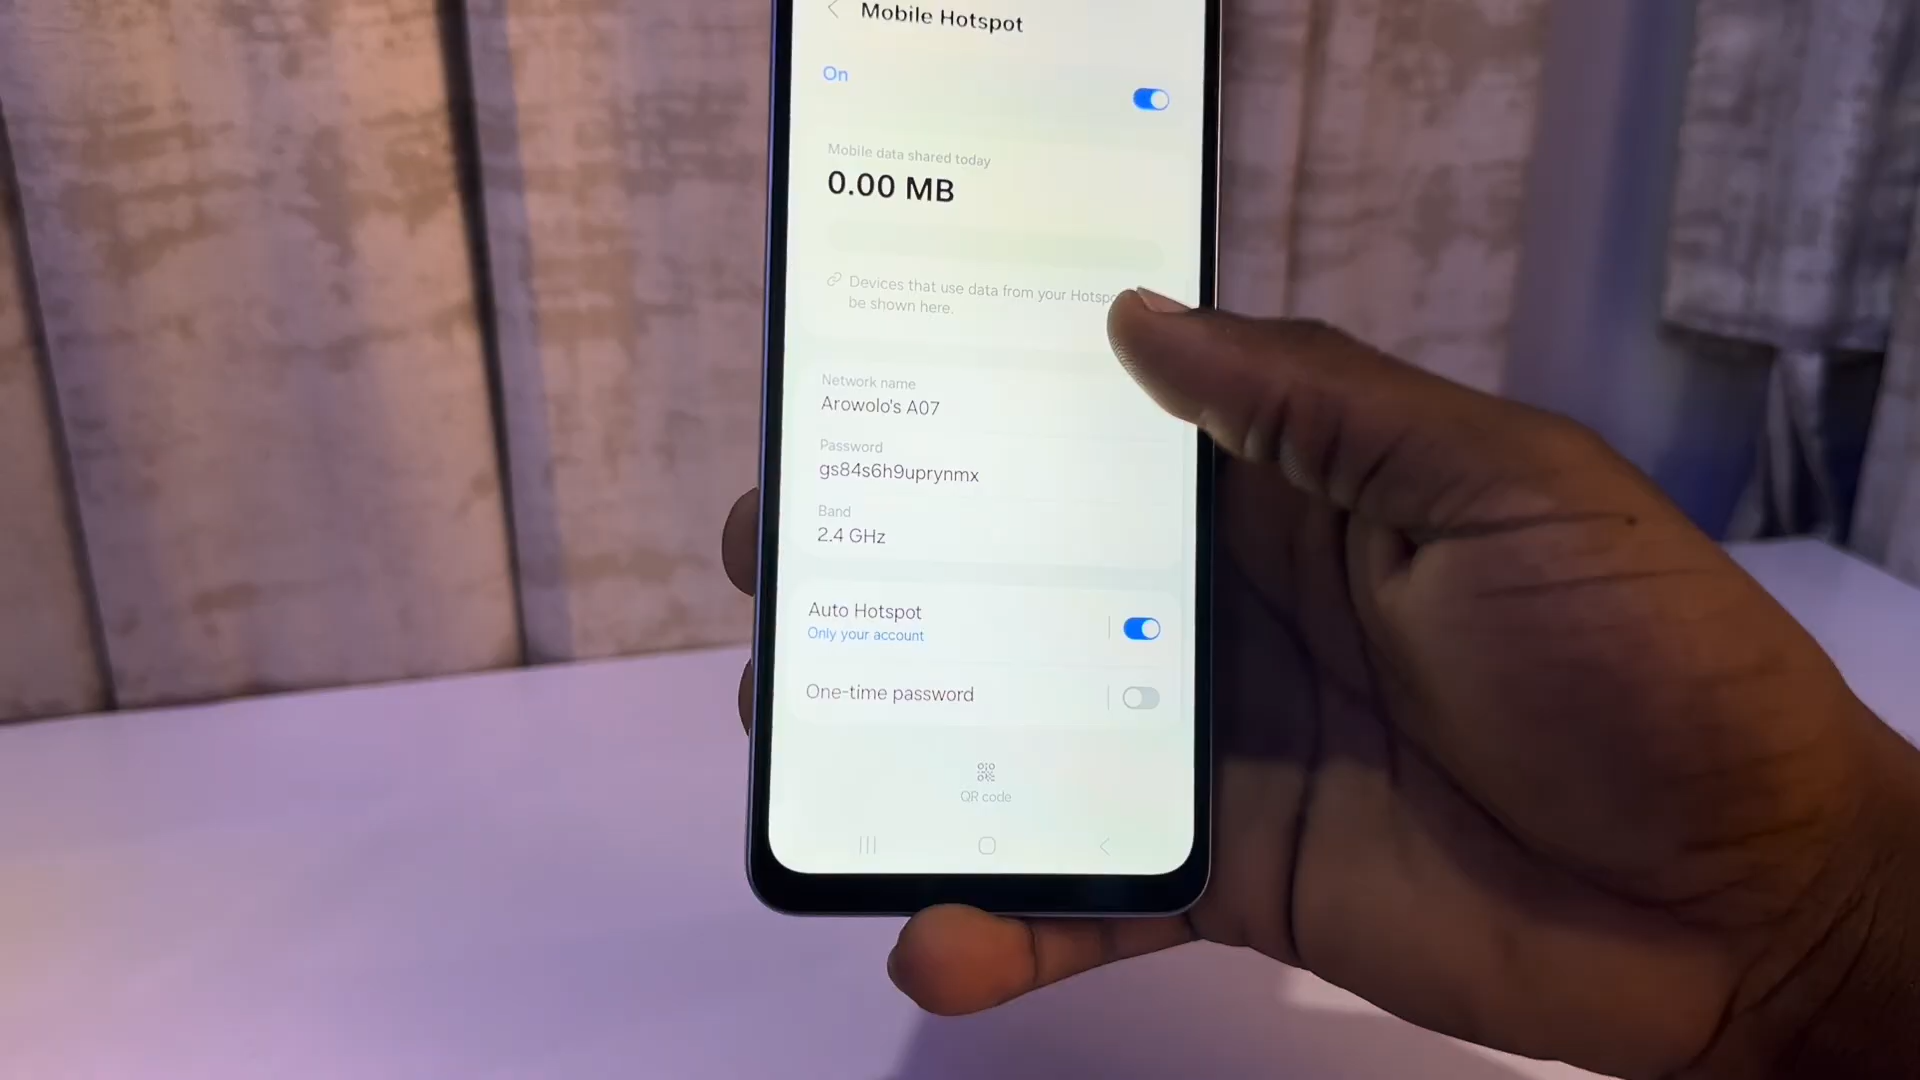 Mobile Hotspot
On
Mobile data shared today
0.00 MB
Devices that use data from your
be shown here.
Network name
Arowolo's A07
Password
gs84s6h9uprynmx
Band
2.4 GHz
Auto Hotspot
Only your account
One-time password
QR code